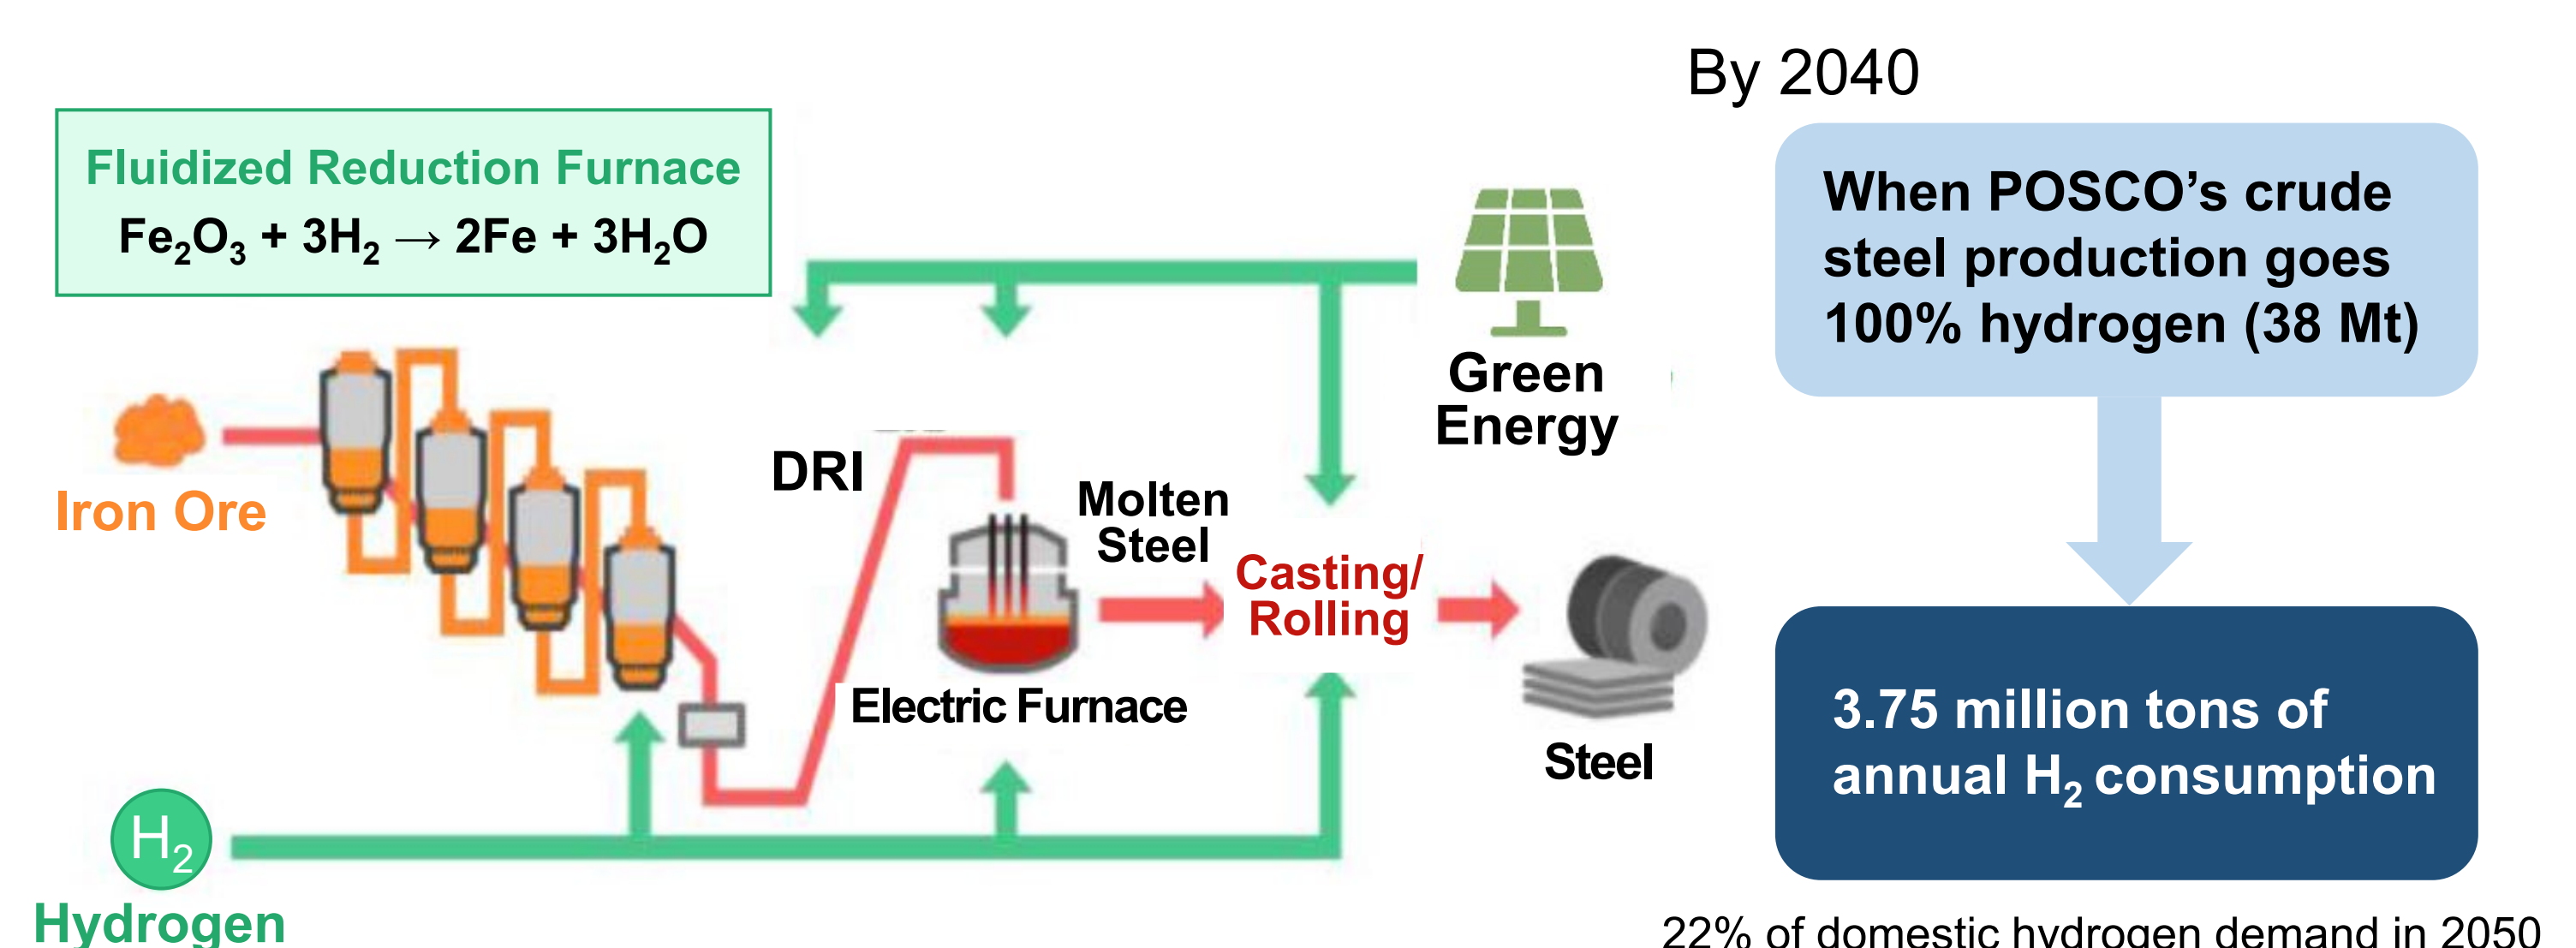 By 2040
Fluidized Reduction Furnace
Fe₂O₃ + 3H₂ → 2Fe + 3H₂O
When POSCO’s crude
steel production goes
100% hydrogen (38 Mt)
Green
Energy
DRI
Iron Ore
Molten
Steel
Casting/
Rolling
Electric Furnace
Steel
3.75 million tons of
annual H₂ consumption
H₂
Hydrogen
22% of domestic hydrogen demand in 2050